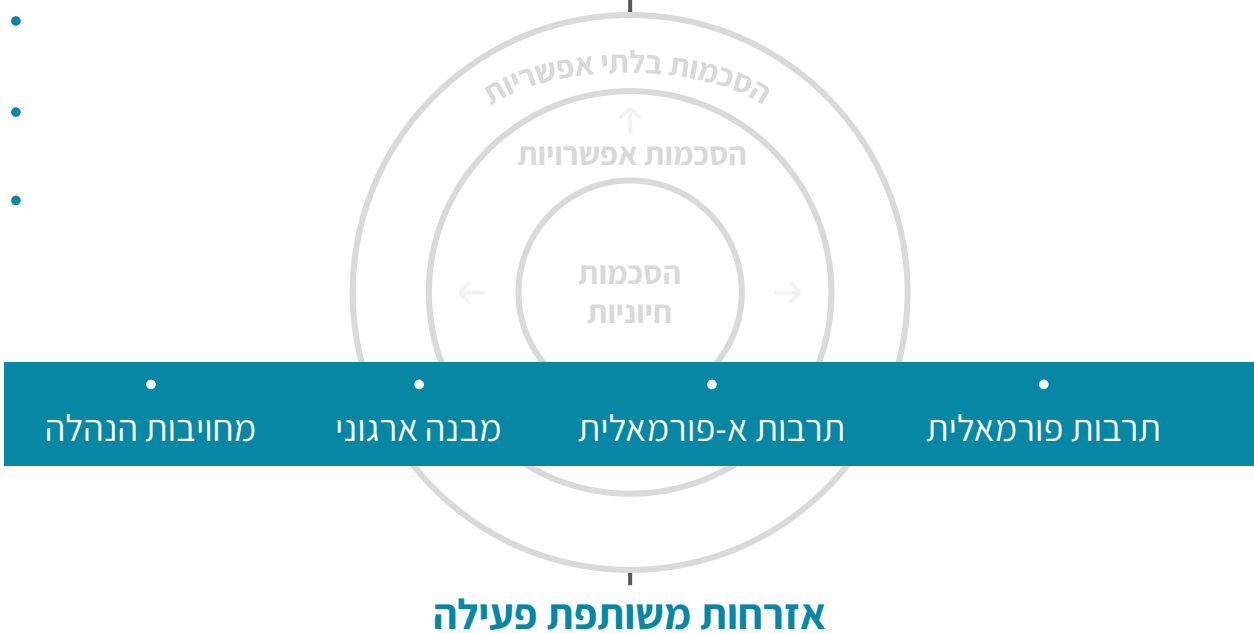 הסכמות בלתי אפשריות
הסכמות אפשרויות
הסכמות
חיוניות
תרבות פורמאלית
תרבות א-פורמאלית
מבנה ארגוני
מחויבות הנהלה
אזרחות משותפת פעילה